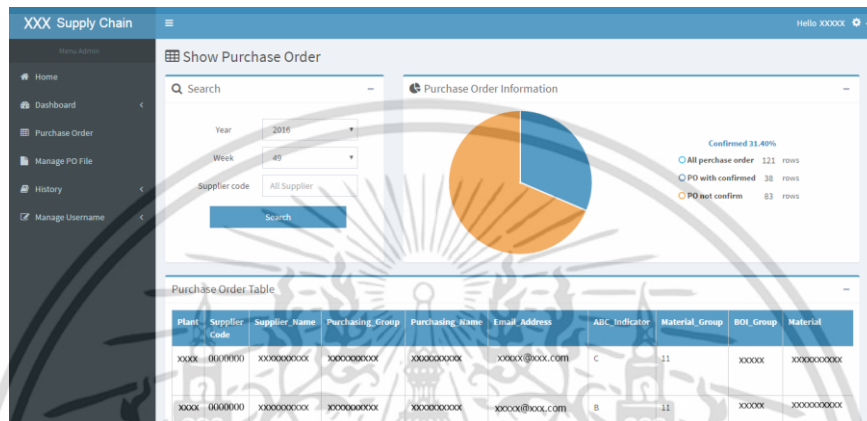 XXX Supply Chain
Hello XXXXX
Menu Admin
Home
Dashboard
Purchase Order
Manage PO File
History
Manage Username
Show Purchase Order
Search
Year 2016
Week 49
Supplier code All Supplier
Search
Purchase Order Information
Confirmed 31.40%
All perchase order 121 rows
PO with confirmed 38 rows
PO not confirm 83 rows
Purchase Order Table
Plant Supplier Code Supplier_Name Purchasing_Group Purchasing_Name Email_Address ABC_Indicator Material_Group BOI_Group Material
xxxx 0000000 xxxxxxxxxx xxxxxxxxxx xxxxxxxxxx xxxxx@xxx.com C 11 xxxxx xxxxxxxxxx
xxxx 0000000 xxxxxxxxxx xxxxxxxxxx xxxxxxxxxx xxxxx@xxx.com B 11 xxxxx xxxxxxxxxx